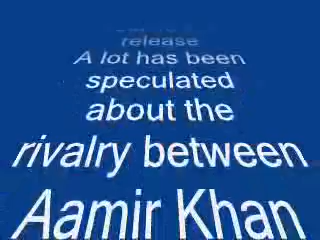 release
A lot has been
speculated
about the
rivalry between
Aamir Khan